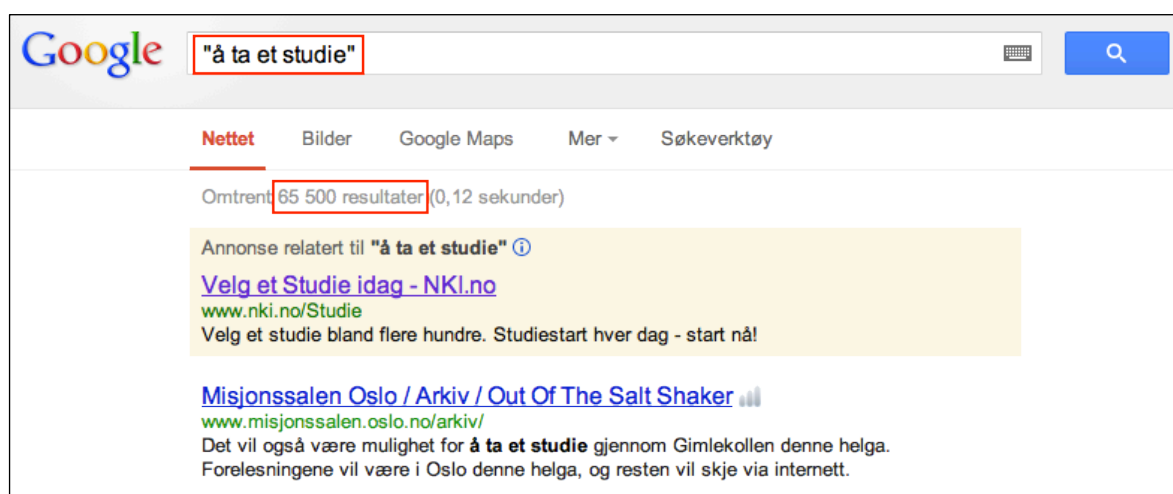 Google "å ta et studie"
Nettet Bilder Google Maps Mer Søkeverktøy
Omtrent 65 500 resultater (0,12 sekunder)
Annonse relatert til "å ta et studie"
Velg et Studie idag - NKI.no
www.nki.no/Studie
Velg et studie bland flere hundre. Studiestart hver dag - start nå!
Misjonssalen Oslo / Arkiv / Out Of The Salt Shaker
www.misjonssalen.oslo.no/arkiv/
Det vil også være mulighet for å ta et studie gjennom Gimlekollen denne helga.
Forelesningene vil være i Oslo denne helga, og resten vil skje via internett.